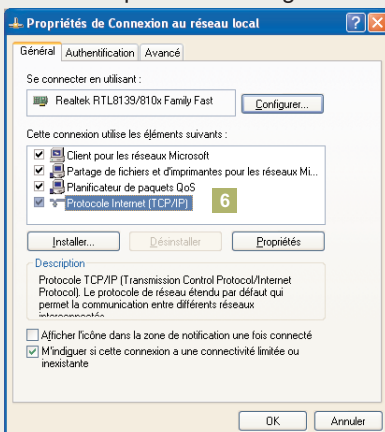 Propriétés de Connexion au réseau local
Général Authentification Avancé
Se connecter en utilisant :
Realtek RTL8139/810x Family Fast
Configurer...
Cette connexion utilise les éléments suivants :
Client pour les réseaux Microsoft
Partage de fichiers et d'imprimantes pour les réseaux Mi...
Planificateur de paquets QoS
Protocole Internet (TCP/IP)
6
Installer... Désinstaller Propriétés
Description
Protocole TCP/IP (Transmission Control Protocol/Internet
Protocol). Le protocole de réseau étendu par défaut qui
permet la communication entre différents réseaux
Afficher l'icône dans la zone de notification une fois connecté
M'indiquer si cette connexion a une connectivité limitée ou
inexistante
OK Annuler